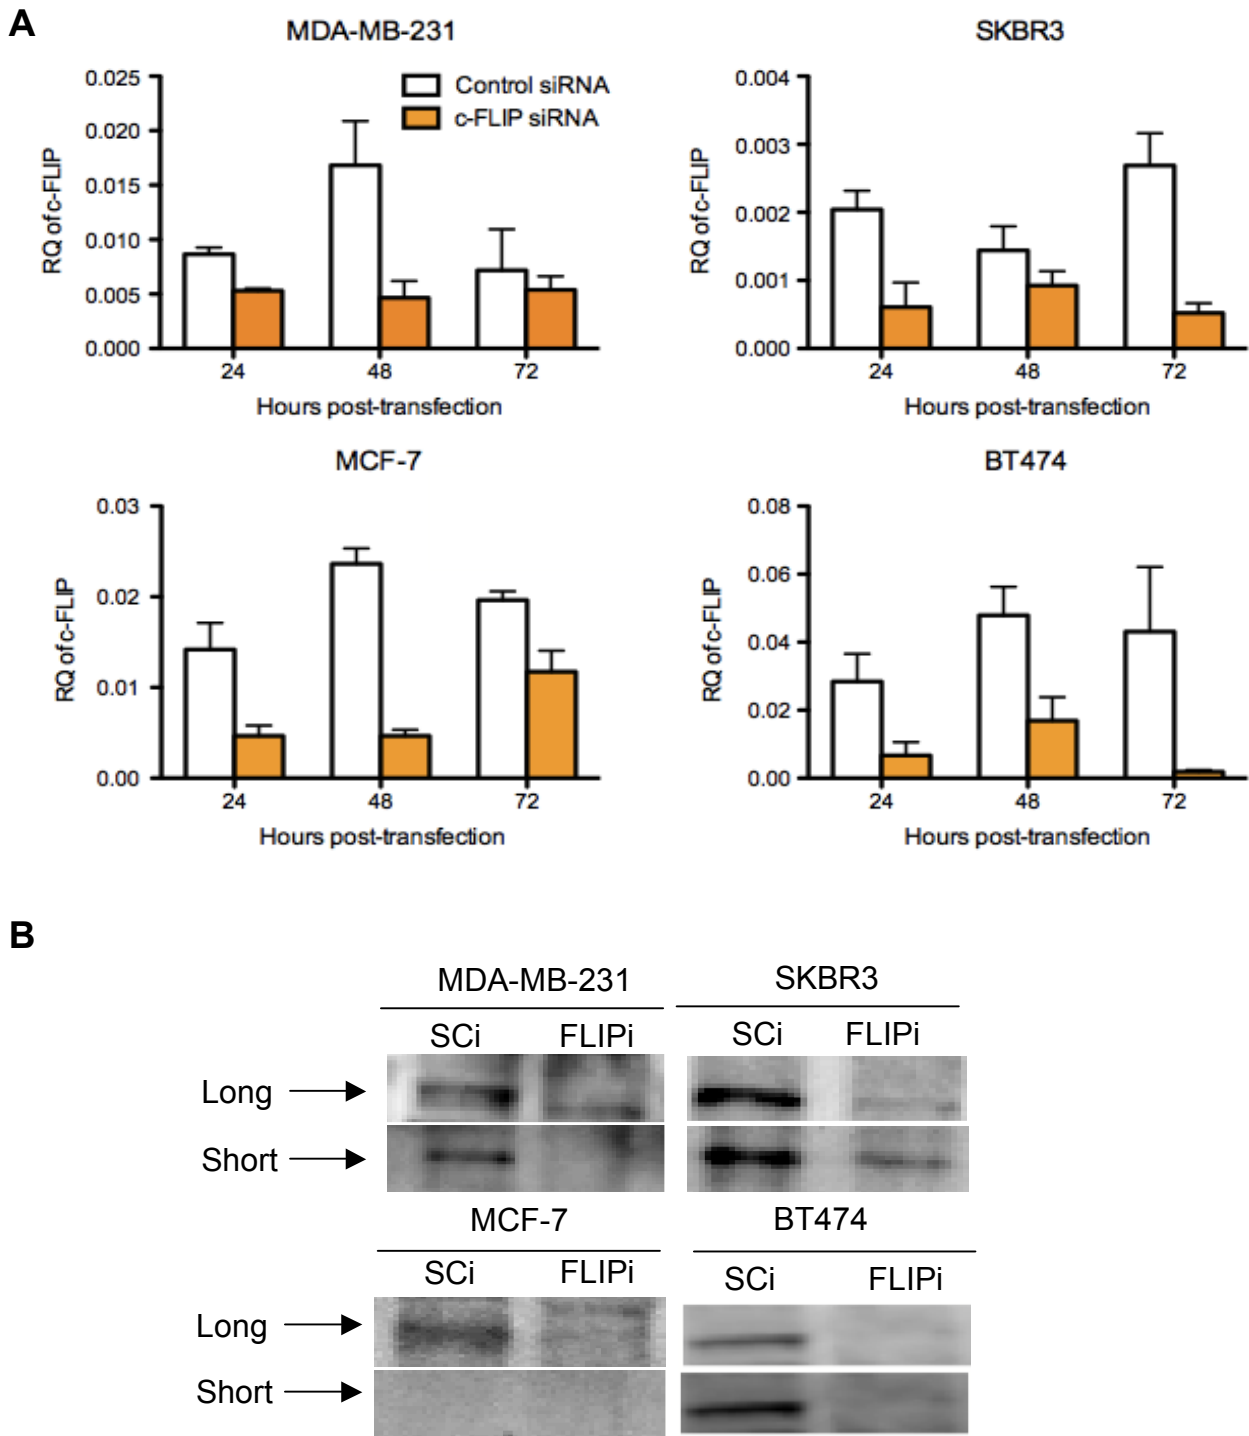 A
MDA-MB-231
SKBR3
Control siRNA
c-FLIP siRNA
RQ of c-FLIP
0.025
0.020
0.015
0.010
0.005
0.000
24
48
72
Hours post-transfection
RQ of c-FLIP
0.004
0.003
0.002
0.001
0.000
24
48
72
Hours post-transfection
MCF-7
BT474
RQ of c-FLIP
0.03
0.02
0.01
0.00
24
48
72
Hours post-transfection
RQ of c-FLIP
0.08
0.06
0.04
0.02
0.00
24
48
72
Hours post-transfection
B
MDA-MB-231
SKBR3
SCi FLIPi
SCi FLIPi
Long
Short
MCF-7
BT474
SCi FLIPi
SCi FLIPi
Long
Short